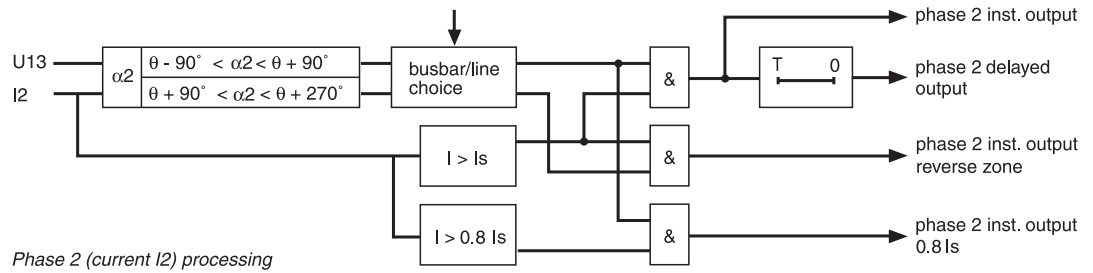 phase 2 inst. output
U13
I2
α2
θ - 90° < α2 < θ + 90°
θ + 90° < α2 < θ + 270°
busbar/line
choice
&
T 0
phase 2 delayed
output
I > Is
&
phase 2 inst. output
reverse zone
I > 0.8 Is
&
phase 2 inst. output
0.8 Is
Phase 2 (current I2) processing